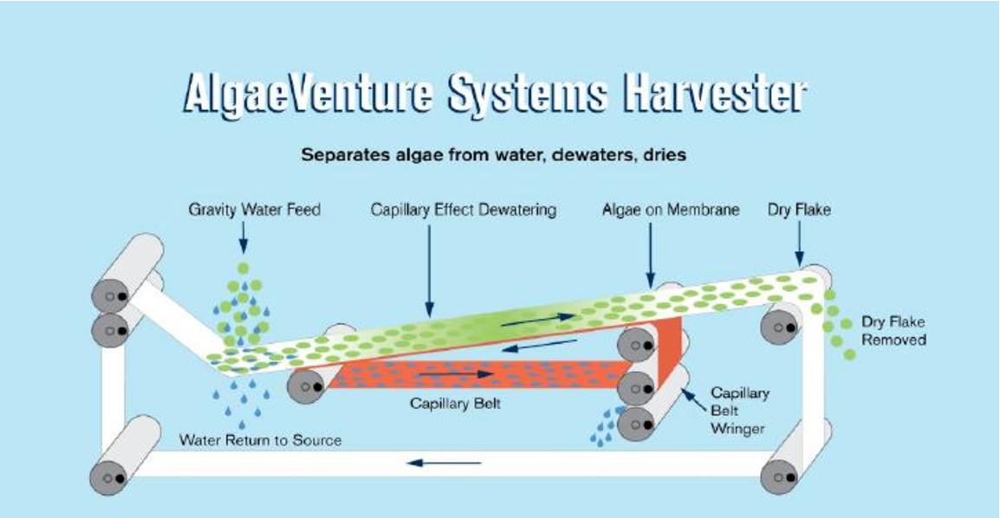 AlgaeVenture Systems Harvester
Separates algae from water, dewaters, dries
Gravity Water Feed
Capillary Effect Dewatering
Algae on Membrane
Dry Flake
Dry Flake
Removed
Capillary Belt
Capillary
Belt
Wringer
Water Return to Source